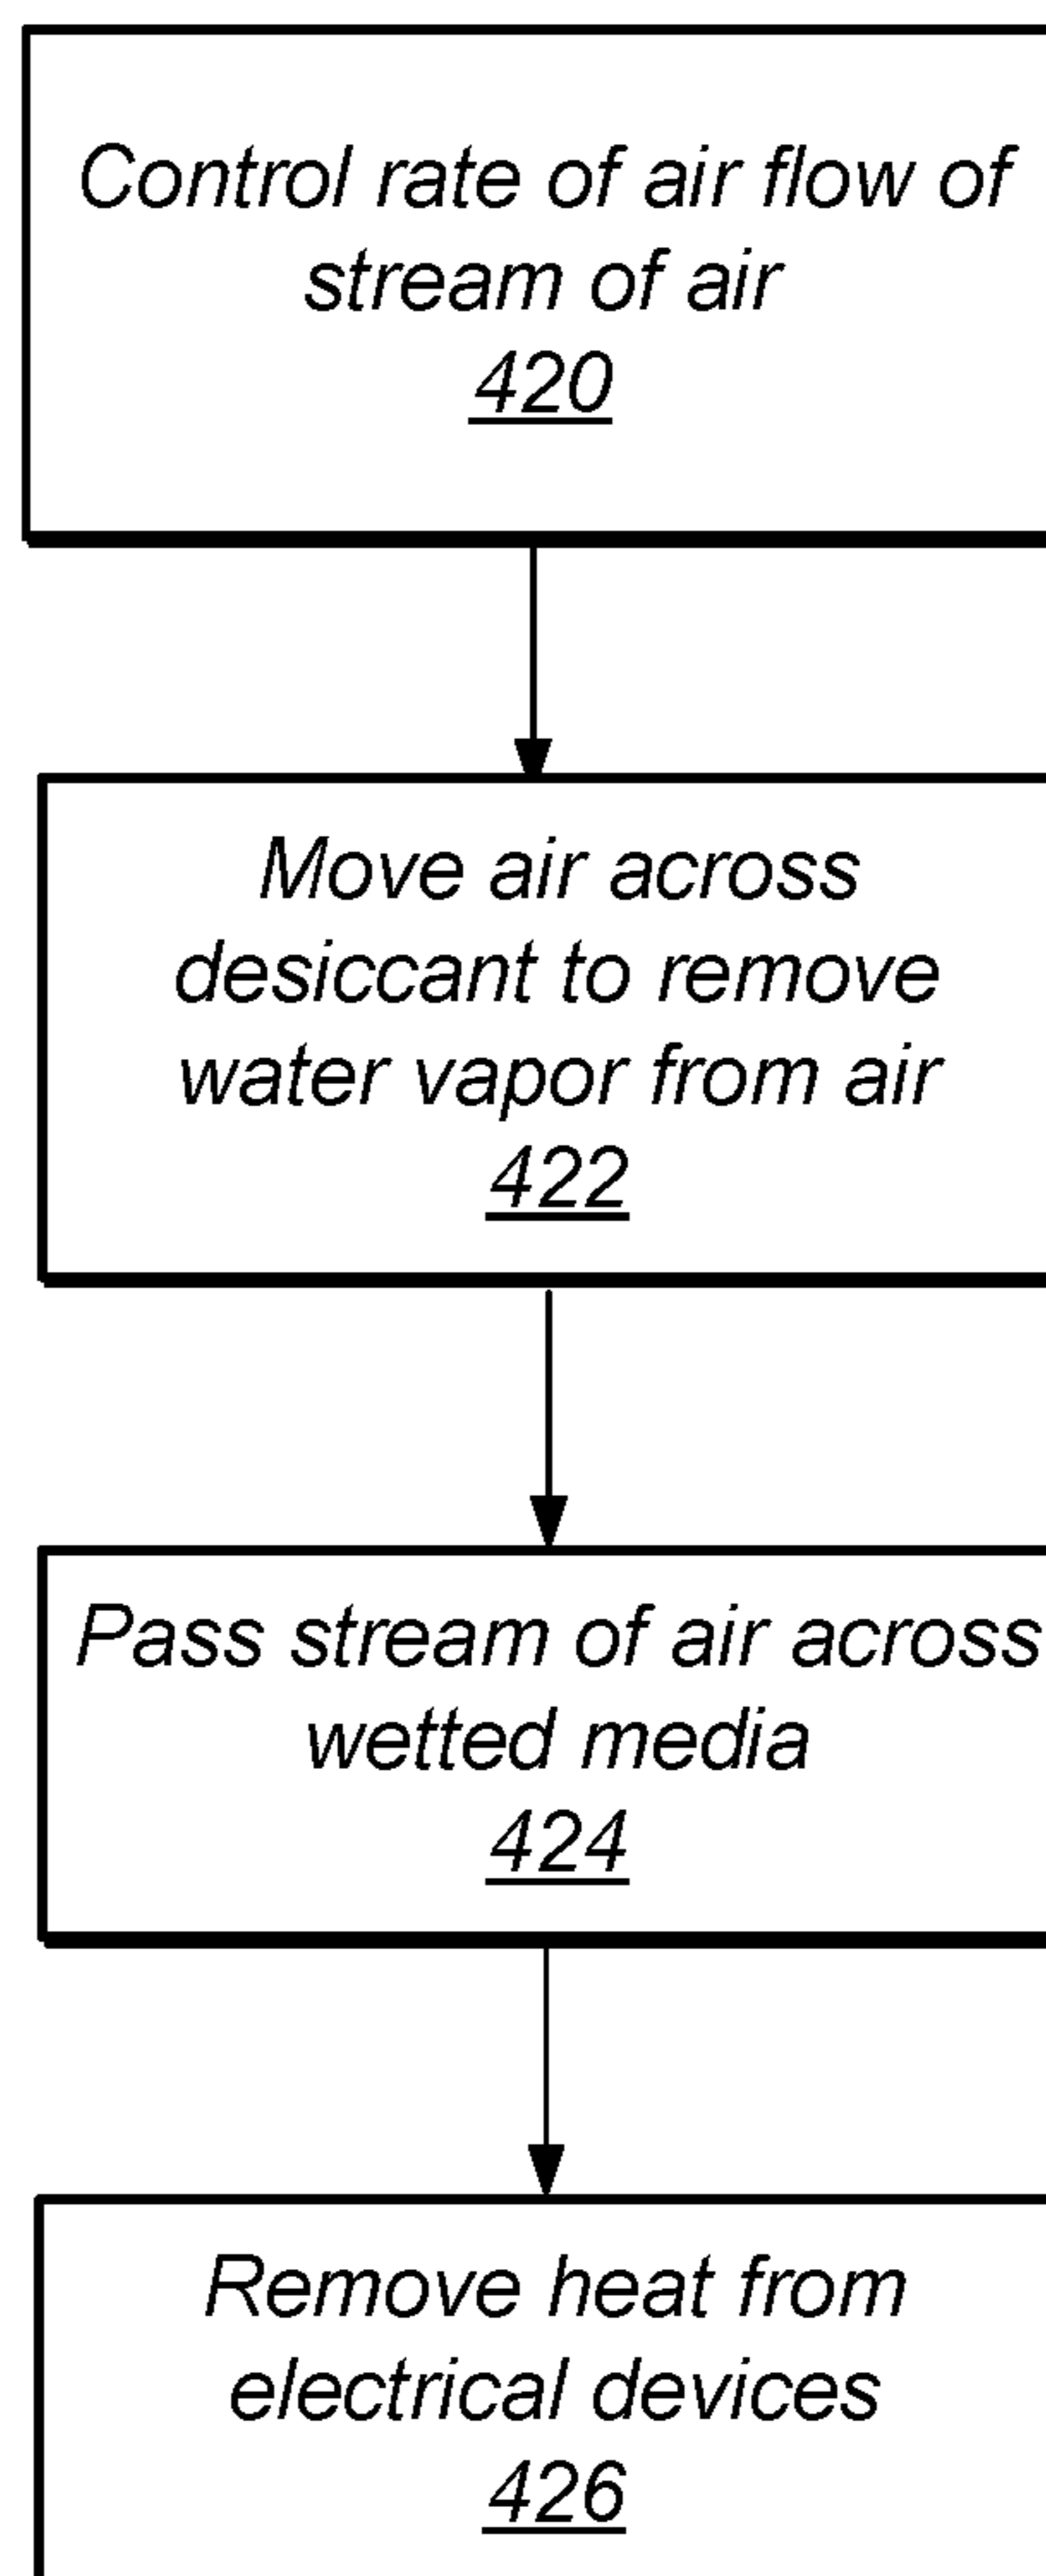 Control rate of air flow of
stream of air
420
Move air across
desiccant to remove
water vapor from air
422
Pass stream of air across
wetted media
424
Remove heat from
electrical devices
426